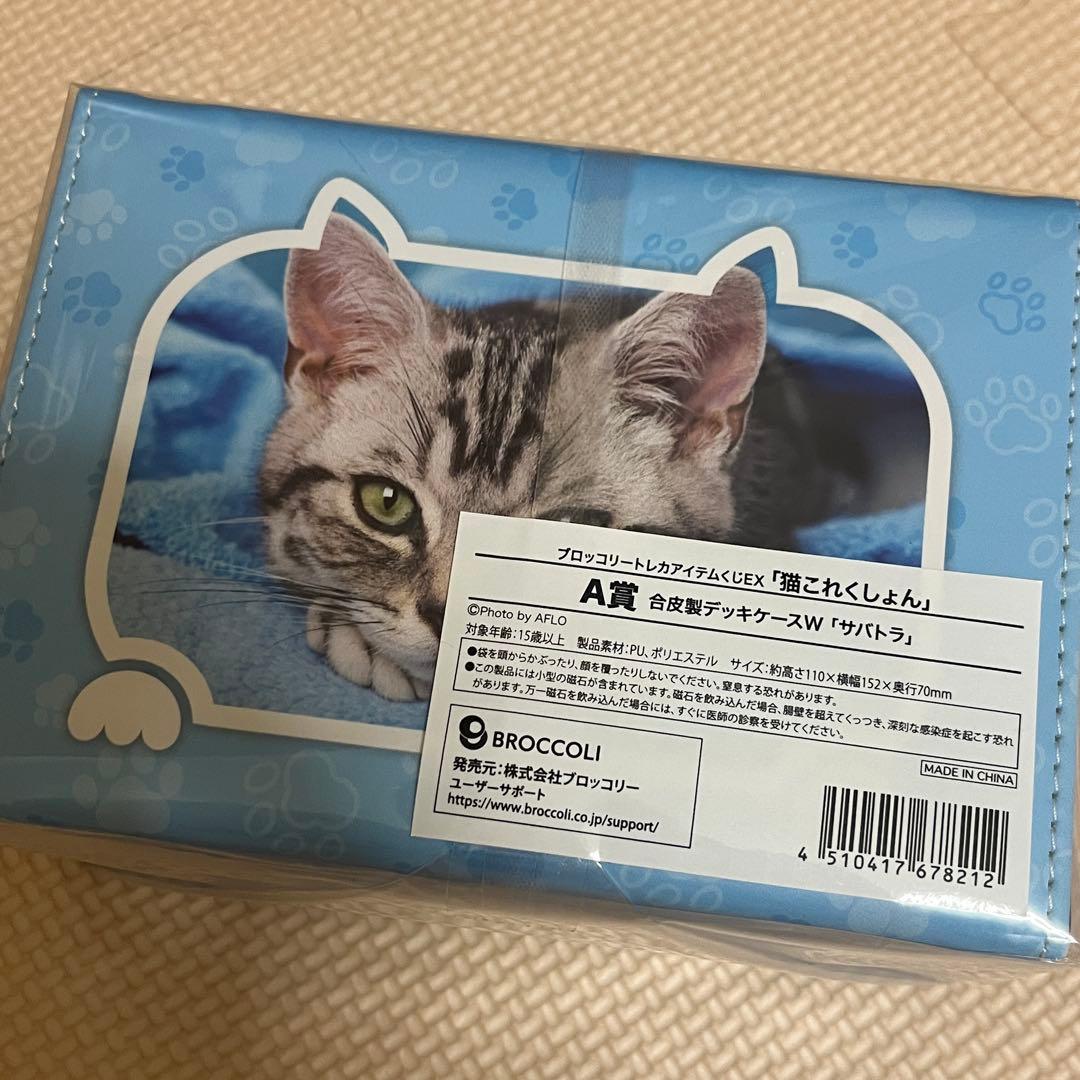 ブロッコリートレカアイテムくじEX「猫これくしょん」
A賞 合皮製デッキケースW「サバトラ」
©Photo by AFLO
対象年齢:15歳以上 製品素材:PU、ポリエステル サイズ:約高さ110×横幅152×奥行70mm
●袋を頭からかぶったり、顔を覆ったりしないでください。窒息する恐れがあります。
●この製品には小型の磁石が含まれています。磁石を飲み込んだ場合、腸壁を超えてくっつき、深刻な感染症を起こす恐れ
があります。万一磁石を飲み込んだ場合には、すぐに医師の診察を受けてください。
BROCCOLI
発売元:株式会社ブロッコリー
ユーザーサポート
https://www.broccoli.co.jp/support/
MADE IN CHINA
4 510417 678212